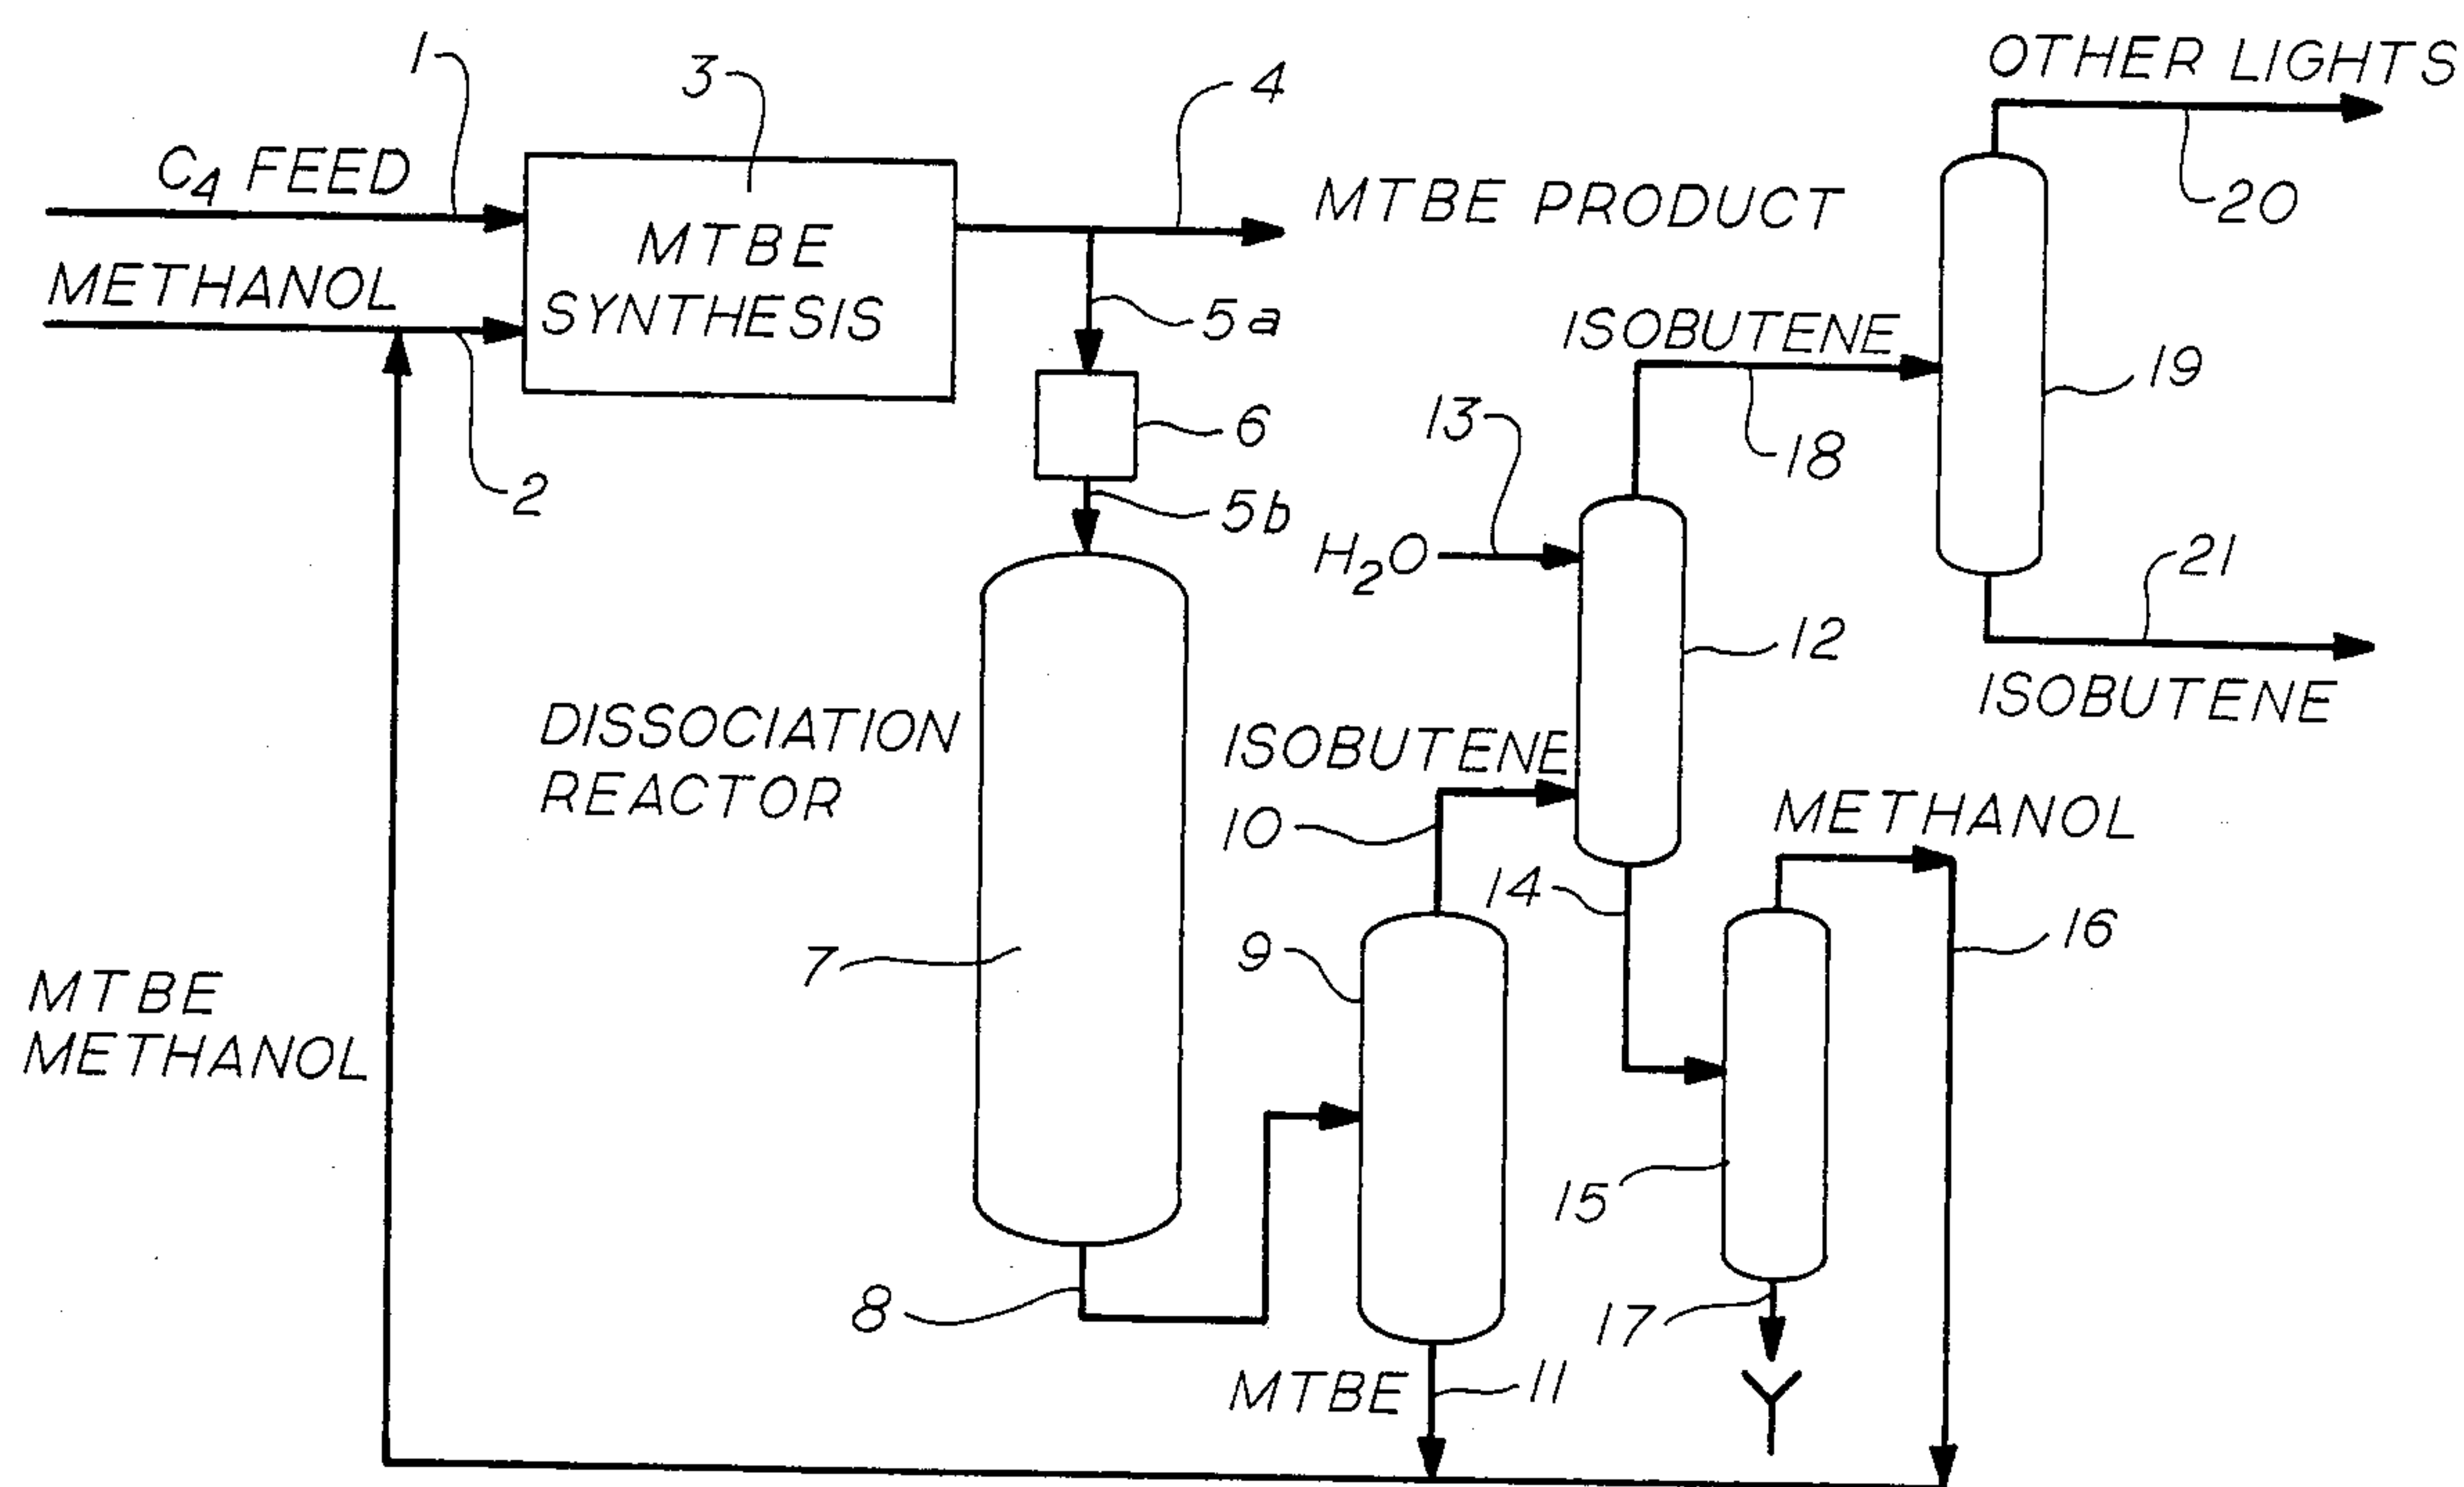 1
3
4
OTHER LIGHTS
C4 FEED
MTBE PRODUCT
20
METHANOL
MTBE
SYNTHESIS
5a
ISOBUTENE
19
13
6
18
2
5b
H2O
21
12
ISOBUTENE
DISSOCIATION
REACTOR
ISOBUTENE
10
METHANOL
14
16
9
7
MTBE
METHANOL
15
8
17
MTBE
11